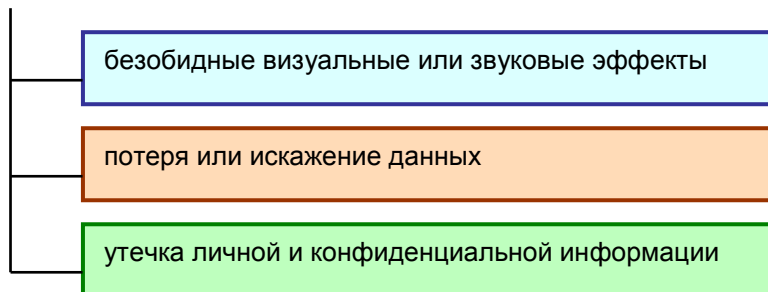 безобидные визуальные или звуковые эффекты
потеря или искажение данных
утечка личной и конфиденциальной информации